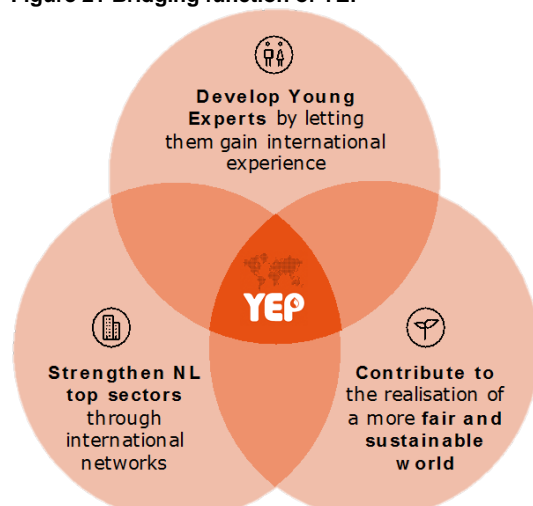 Develop Young
Experts by letting
them gain international
experience
YEP
Strengthen NL
top sectors
through
international
networks
Contribute to
the realisation of
a more fair and
sustainable
world